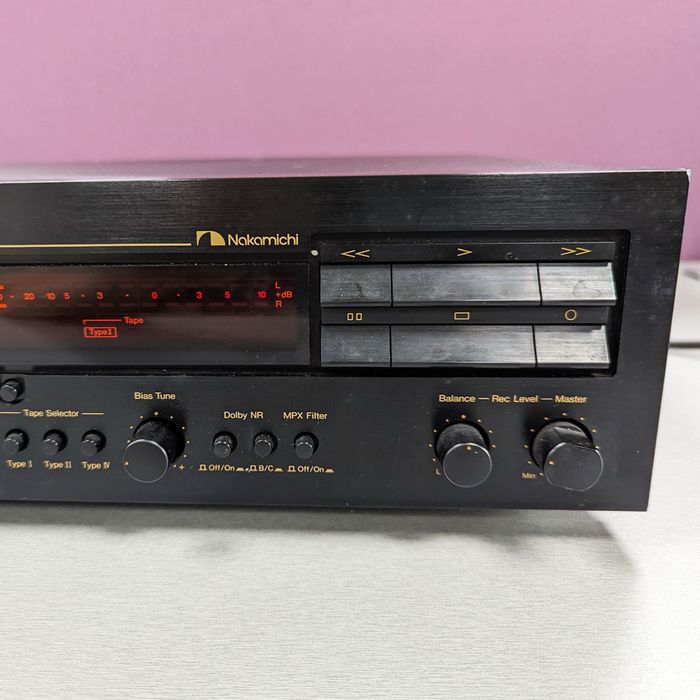 Nakamichi
<< > >>
- 20 - 10 5 - 3 - 0 - 3 5 10 +dB
L
R
Tape
Type I
Bias Tune
Tape Selector
Dolby NR MPX Filter
Balance — Rec Level — Master
+
L
Min
Type I Type II Type IV
Off/On B/C Off/On